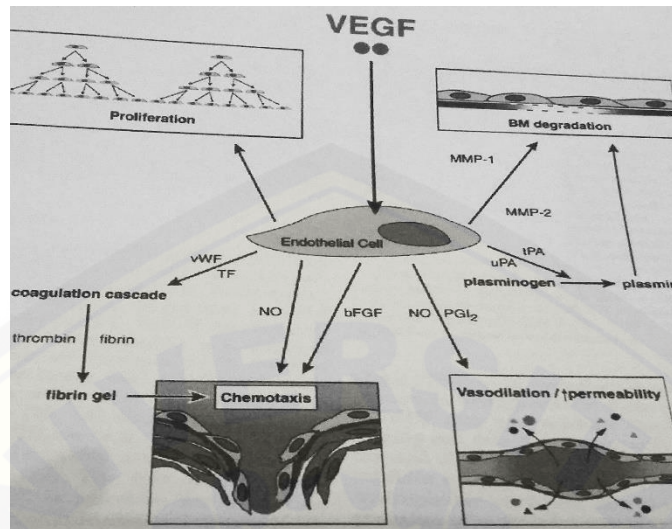 VEGF
Proliferation
BM degradation
MMP-1
MMP-2
Endothelial Cell
vWF
TF
tPA
uPA
plasminogen
plasmin
coagulation cascade
NO
bFGF
NO
PGI₂
thrombin
fibrin
fibrin gel
Chemotaxis
Vasodilation / ↑permeability